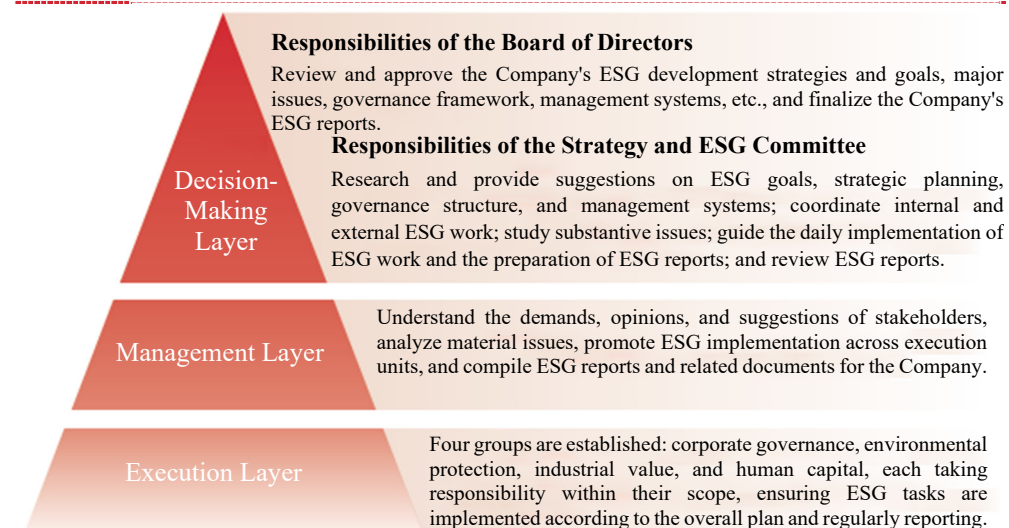 Responsibilities of the Board of Directors
Review and approve the Company's ESG development strategies and goals, major
issues, governance framework, management systems, etc., and finalize the Company's
ESG reports.
Responsibilities of the Strategy and ESG Committee
Decision-
Making
Layer
Research and provide suggestions on ESG goals, strategic planning,
governance structure, and management systems; coordinate internal and
external ESG work; study substantive issues; guide the daily implementation of
ESG work and the preparation of ESG reports; and review ESG reports.
Management Layer
Understand the demands, opinions, and suggestions of stakeholders,
analyze material issues, promote ESG implementation across execution
units, and compile ESG reports and related documents for the Company.
Execution Layer
Four groups are established: corporate governance, environmental
protection, industrial value, and human capital, each taking
responsibility within their scope, ensuring ESG tasks are
implemented according to the overall plan and regularly reporting.